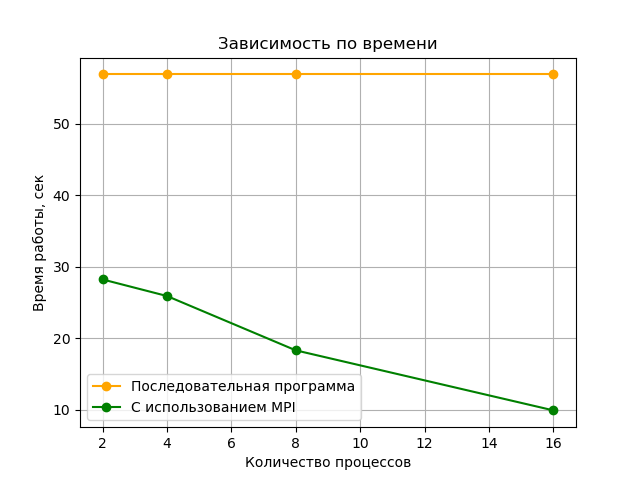 Зависимость по времени
Время работы, сек
50
40
30
20
10
Последовательная программа
С использованием MPI
2 4 6 8 10 12 14 16
Количество процессов